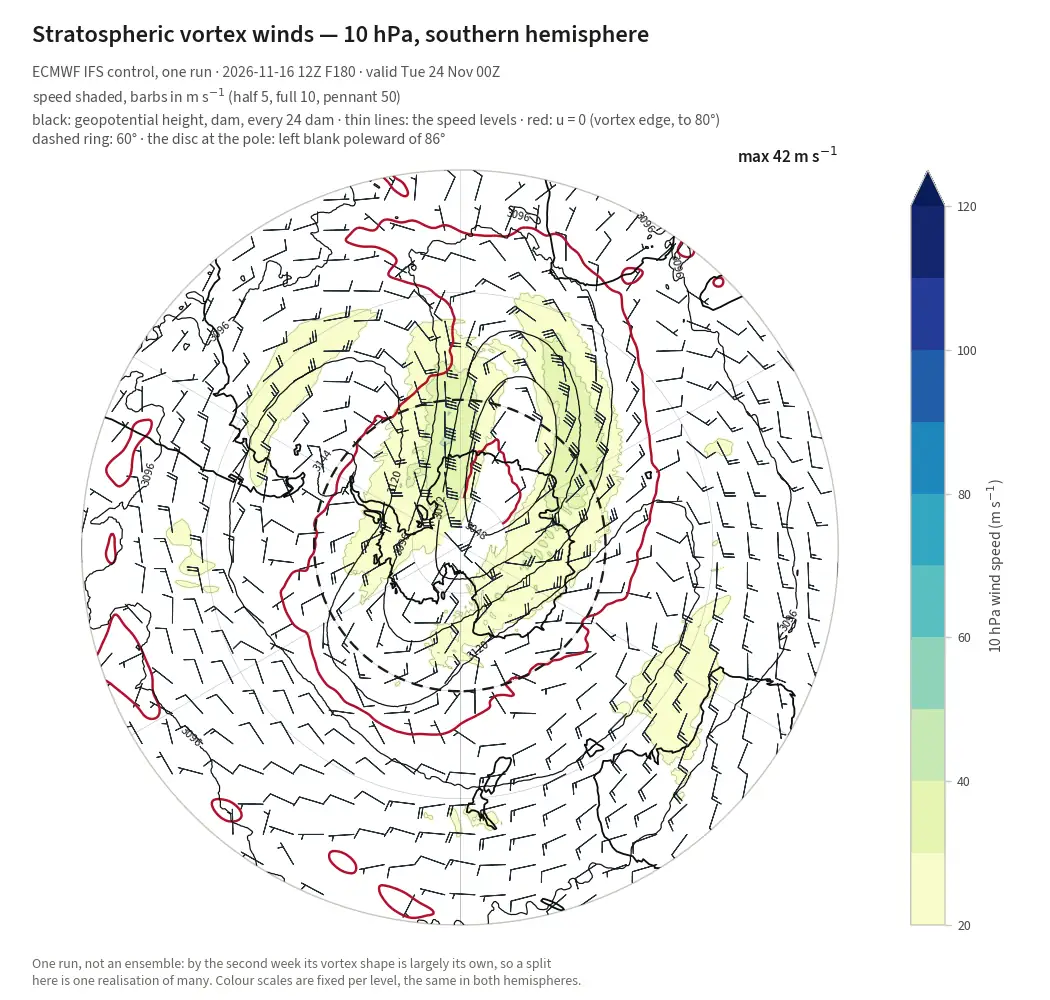 Stratospheric vortex winds — 10 hPa, southern hemisphere
ECMWF IFS control, one run · 2026-11-16 12Z F180 · valid Tue 24 Nov 00Z
speed shaded, barbs in m s⁻¹ (half 5, full 10, pennant 50)
black: geopotential height, dam, every 24 dam · thin lines: the speed levels · red: u = 0 (vortex edge, to 80°)
dashed ring: 60° · the disc at the pole: left blank poleward of 86°
max 42 m s⁻¹
3096
3096
3096
3096
3096
3144
3120
3072
3048
3096
3096
3120
3096
120
100
80
60
40
20
10 hPa wind speed (m s⁻¹)
One run, not an ensemble: by the second week its vortex shape is largely its own, so a split
here is one realisation of many. Colour scales are fixed per level, the same in both hemispheres.